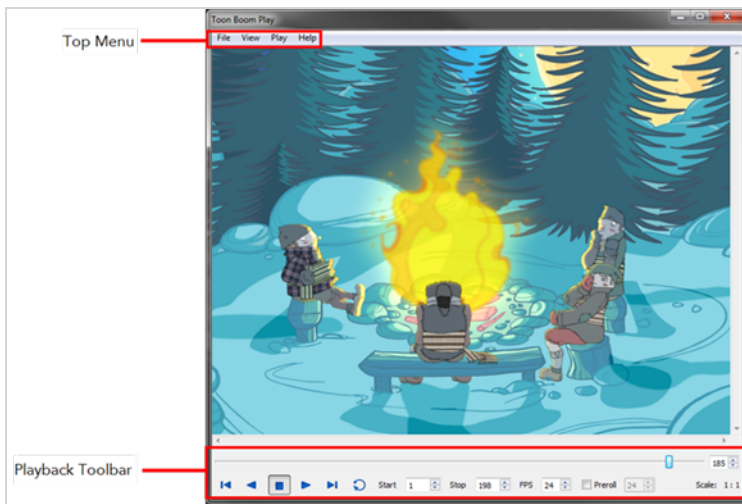 Toon Boom Play
Top Menu
File View Play Help
185
Playback Toolbar
Start 1 Stop 198 FPS 24 Preroll 24 Scale: 1:1